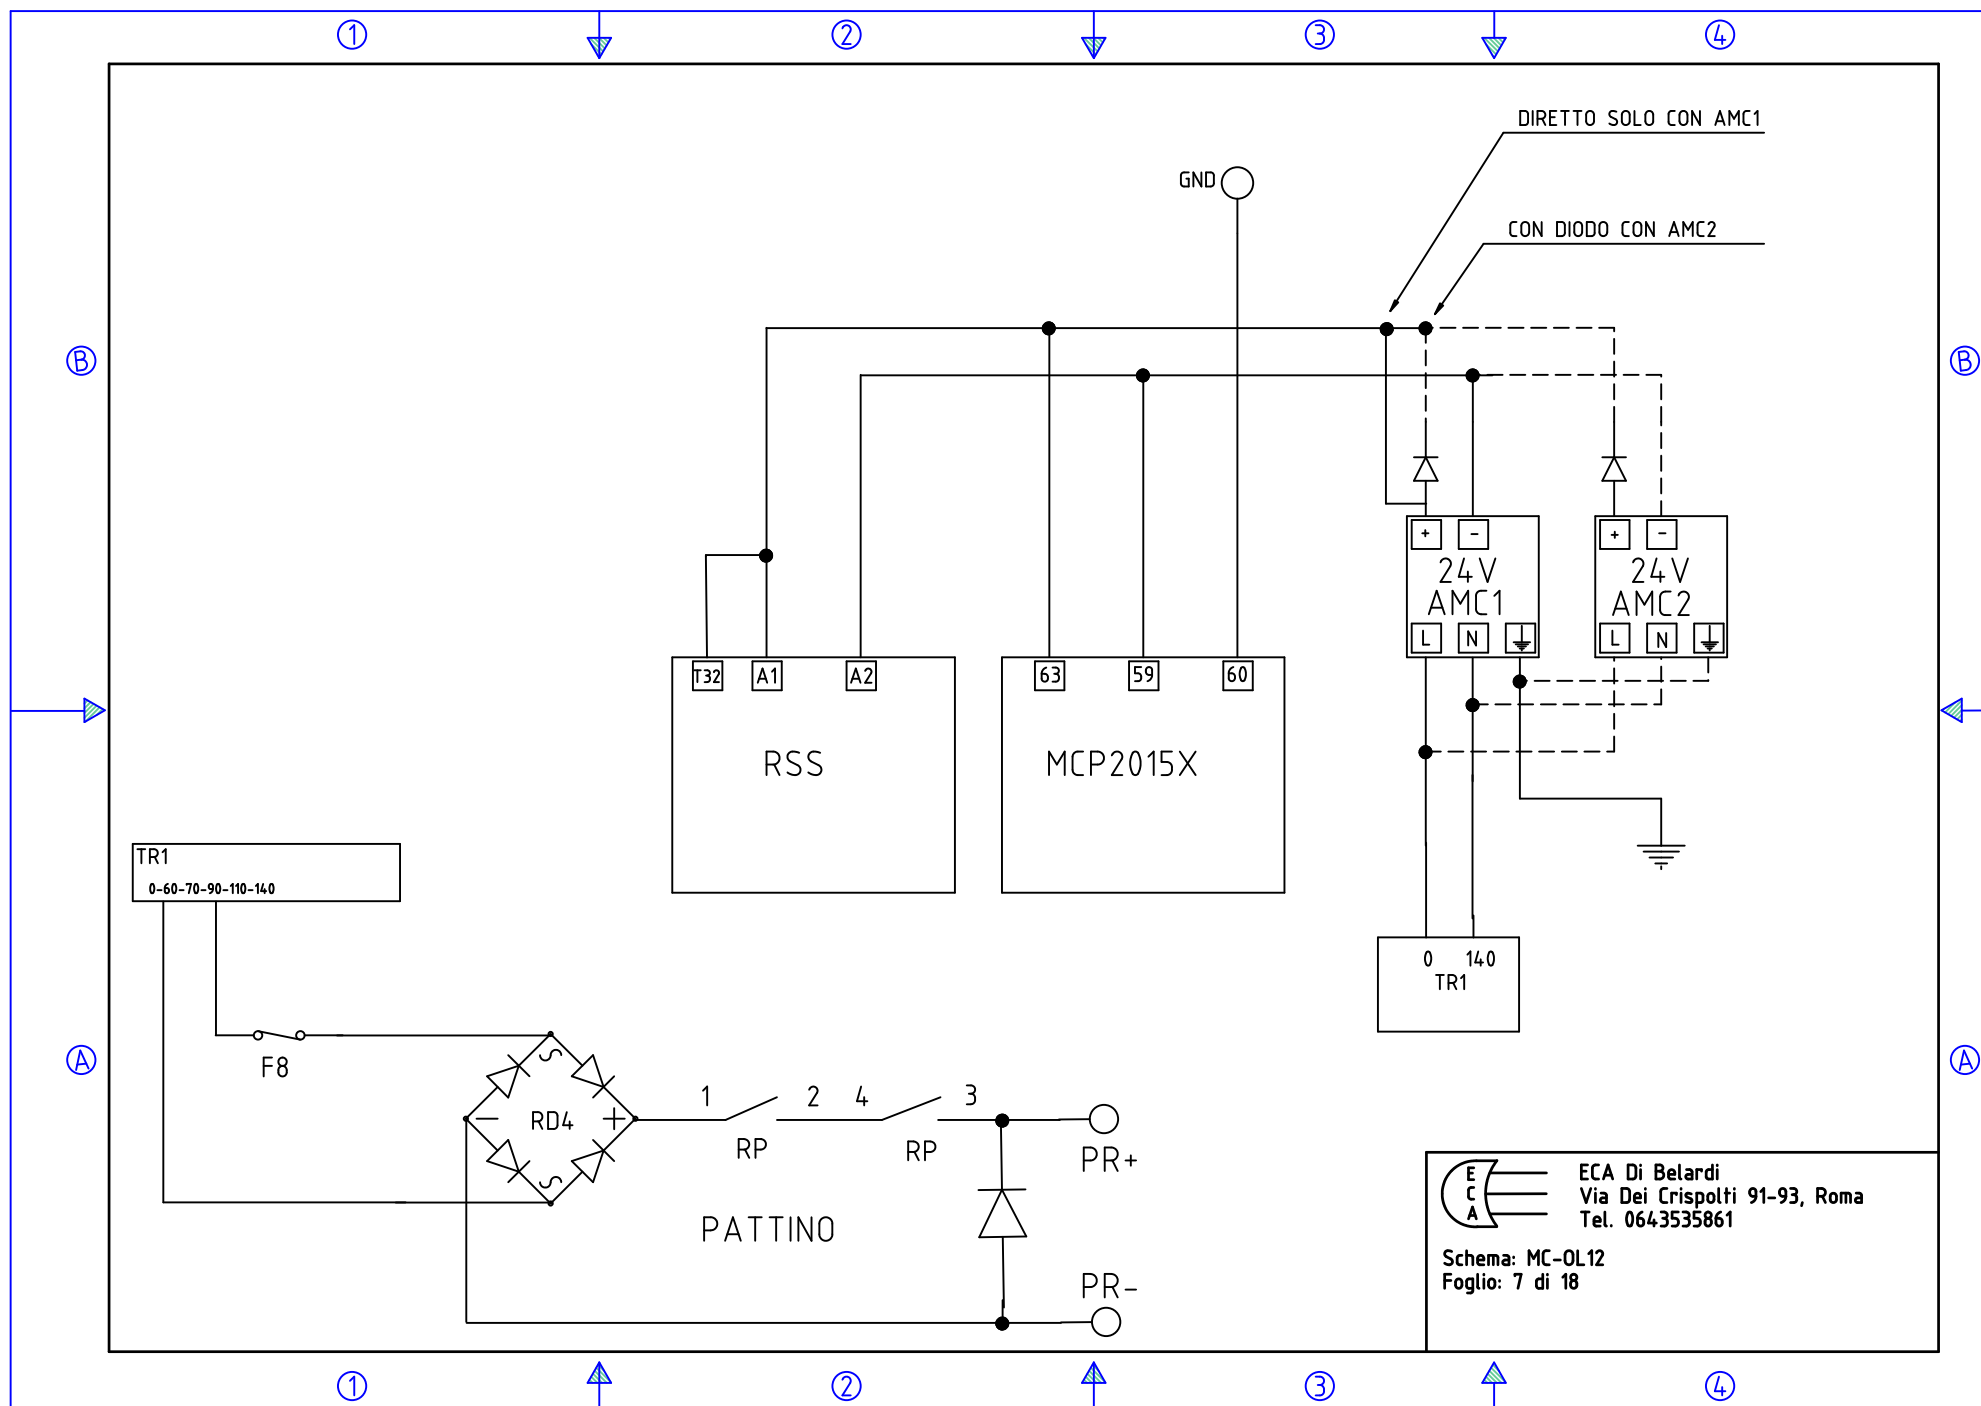 1 2 3 4
DIRETTO SOLO CON AMC1
GND
CON DIODO CON AMC2
B B
+ - + -
24V 24V
AMC1 AMC2
L N L N
T32 A1 A2 63 59 60
RSS MCP2015X
TR1
0-60-70-90-110-140
0 140
TR1
F8
A A
S
1 2 4 3
- RD4 +
RP RP
PR+
S
PATTINO
PR-
E
C
A
ECA Di Belardi
Via Dei Crispolti 91-93, Roma
Tel. 0643535861
Schema: MC-OL12
Foglio: 7 di 18
1 2 3 4